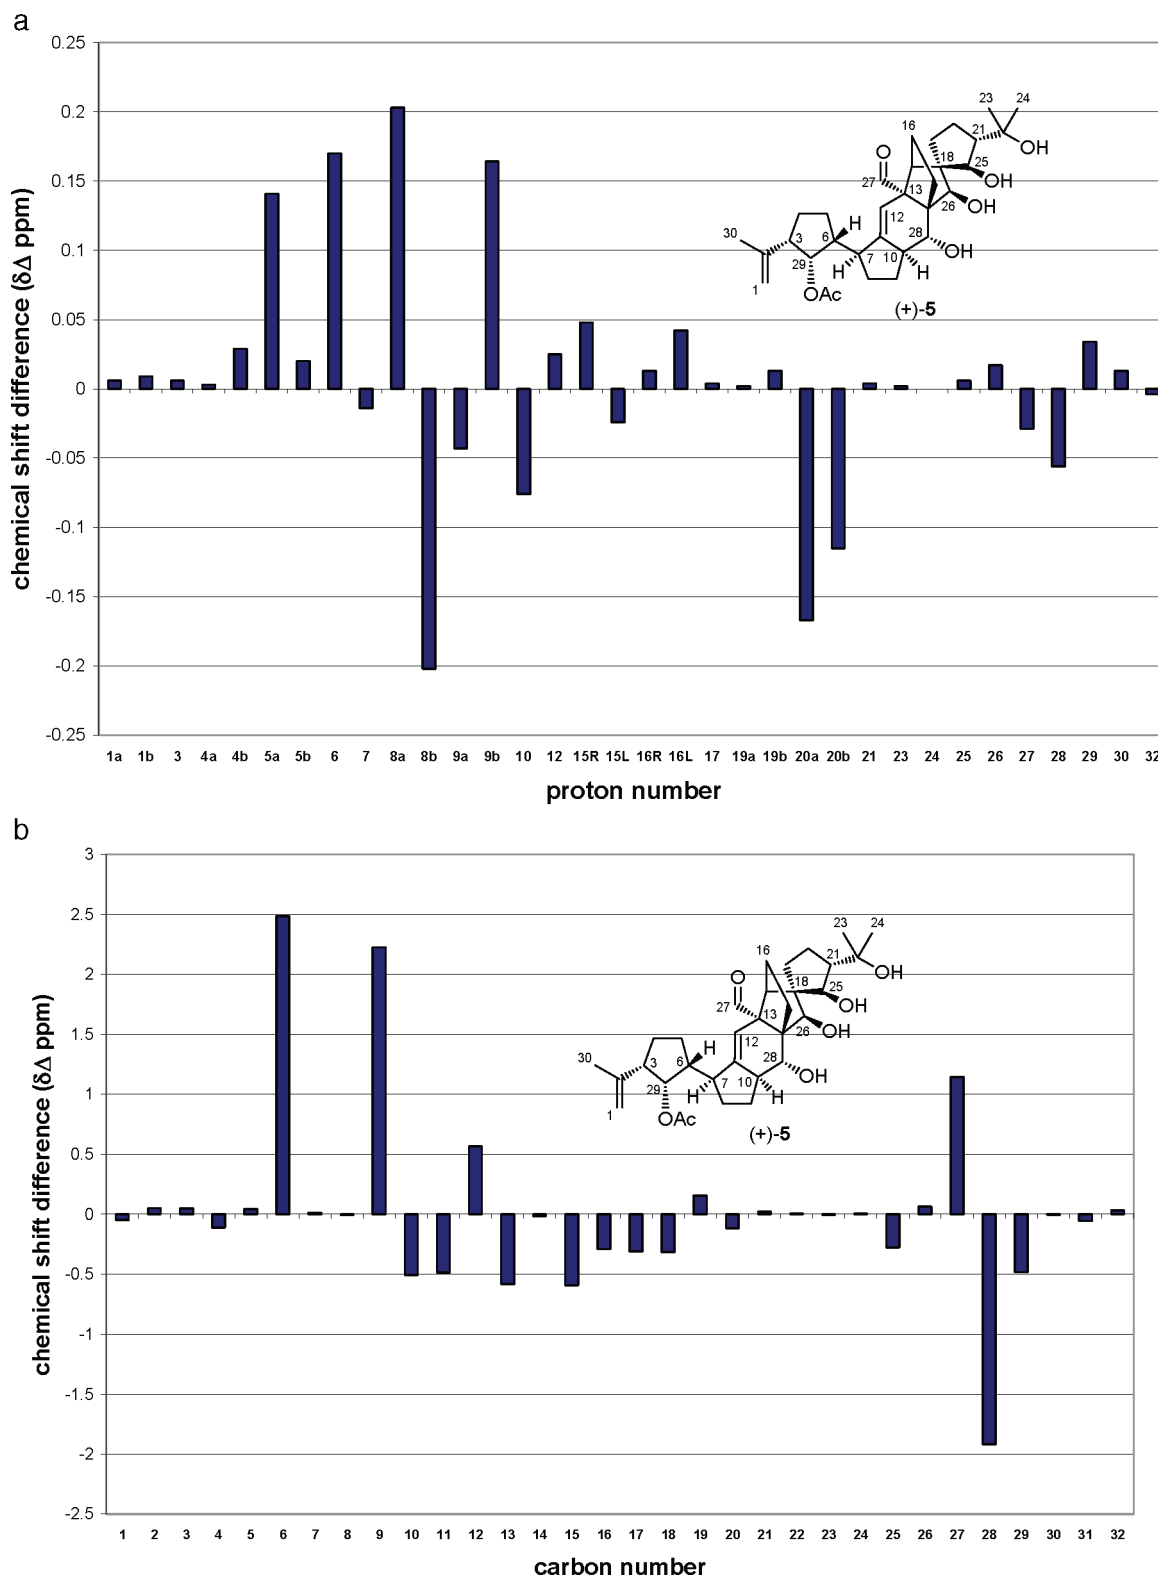 a
chemical shift difference (δΔ ppm)
0.25
0.2
0.15
0.1
0.05
0
-0.05
-0.1
-0.15
-0.2
-0.25
23 24
16 21 OH
O 18 25 OH
27 13 26 OH
12
30 3 6 H 28 OH
29 H 7 10 H
1 OAc
(+)-5
1a 1b 3 4a 4b 5a 5b 6 7 8a 8b 9a 9b 10 12 15R 15L 16R 16L 17 19a 19b 20a 20b 21 23 24 25 26 27 28 29 30 32
proton number
b
chemical shift difference (δΔ ppm)
3
2.5
2
1.5
1
0.5
0
-0.5
-1
-1.5
-2
-2.5
23 24
16 21 OH
O 18 25 OH
27 13 26 OH
12
30 3 6 H 28 OH
29 H 7 10 H
1 OAc
(+)-5
1 2 3 4 5 6 7 8 9 10 11 12 13 14 15 16 17 18 19 20 21 22 23 24 25 26 27 28 29 30 31 32
carbon number